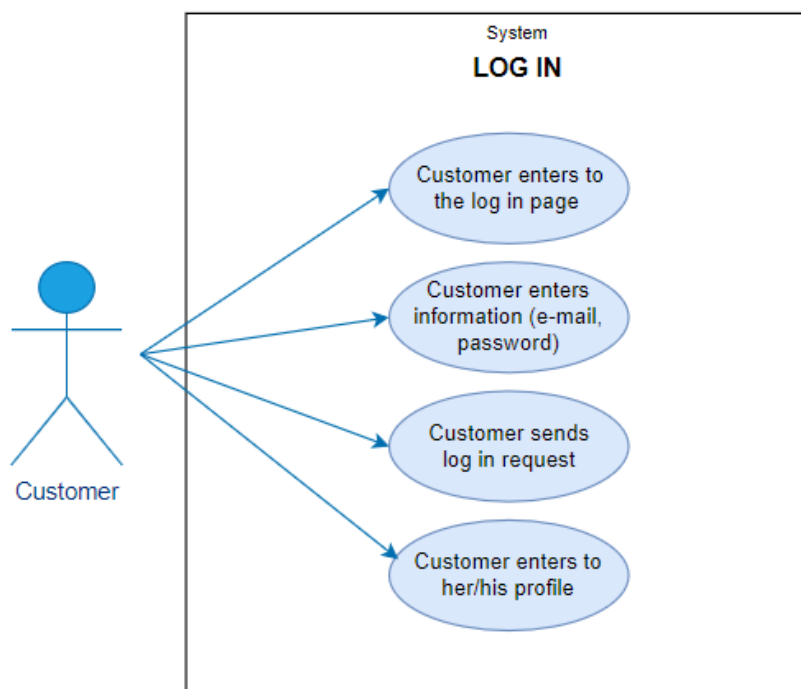 System
LOG IN
Customer enters to
the log in page
Customer enters
information (e-mail,
password)
Customer sends
log in request
Customer enters to
her/his profile
Customer